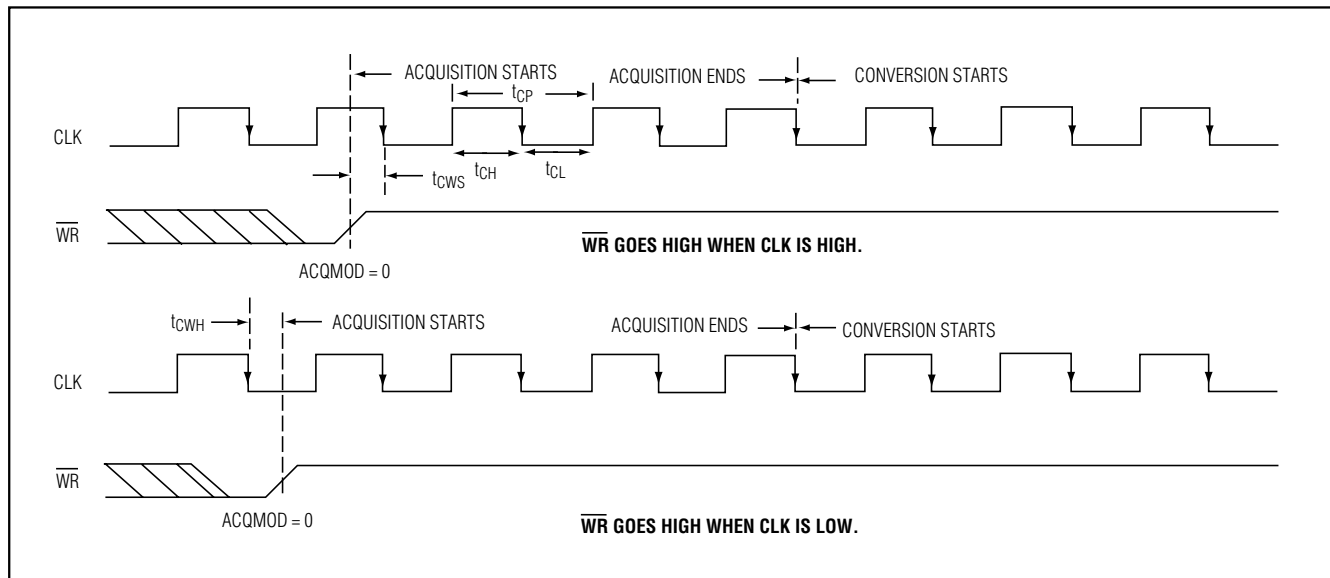 ACQUISITION STARTS
ACQUISITION ENDS
CONVERSION STARTS
tCP
CLK
tCWS
tCH
tCL
WR
WR GOES HIGH WHEN CLK IS HIGH.
ACQMOD = 0
tCWH
ACQUISITION STARTS
ACQUISITION ENDS
CONVERSION STARTS
CLK
WR
ACQMOD = 0
WR GOES HIGH WHEN CLK IS LOW.